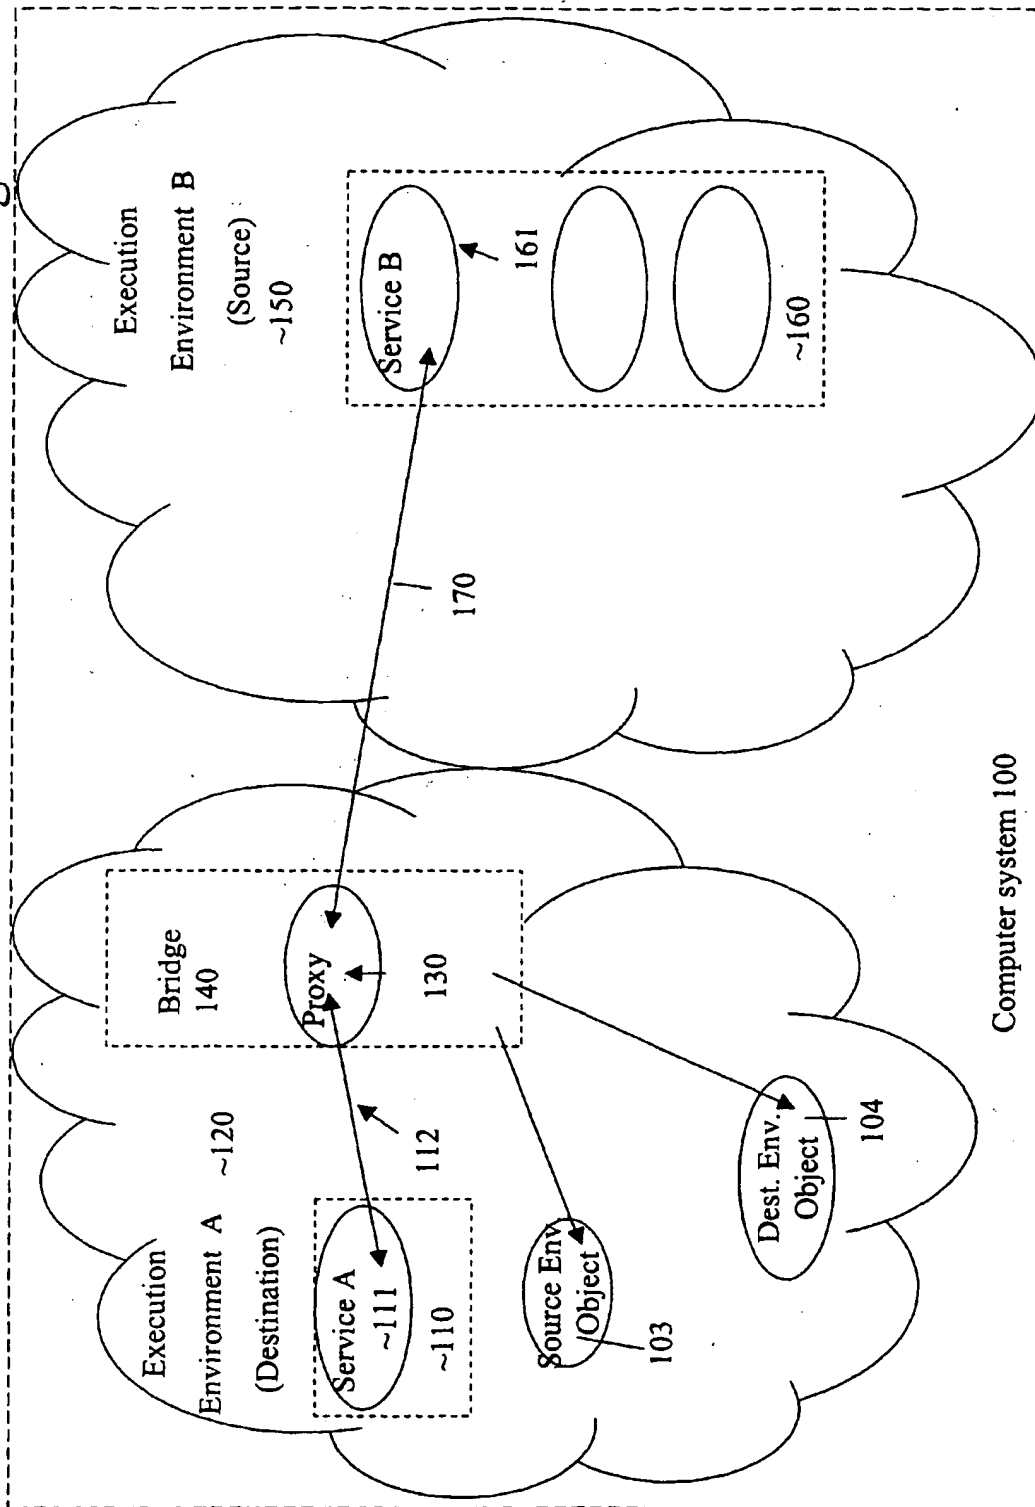 Execution
Environment A ~120
(Destination)
Service A
~111
~110
112
Bridge
140
Proxy
130
Source Env
Object
103
Dest. Env.
Object
104
170
Execution
Environment B
(Source)
~150
Service B
161
~160
Computer system 100